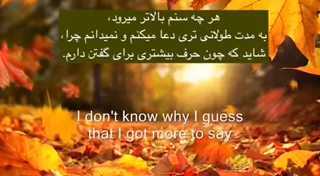 هر چه سنم بالاتر میرود،
به مدت طولانی تری دعا میکنم و نمیدانم چرا،
شاید که چون حرف بیشتری برای گفتن دارم.
I don't know why I guess
that I got more to say